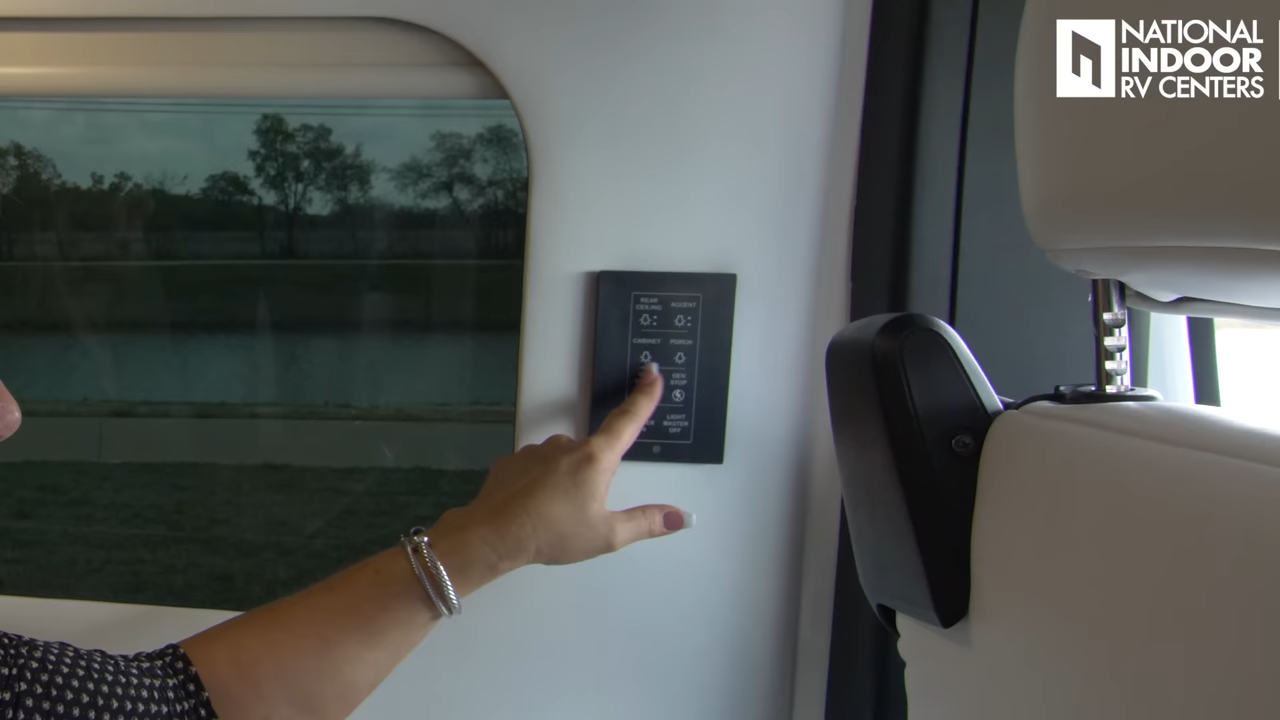 NATIONAL
INDOOR
RV CENTERS
REAR
CEILING
ACCENT
CABINET
PORCH
GEN
STOP
LIGHT
MASTER
OFF